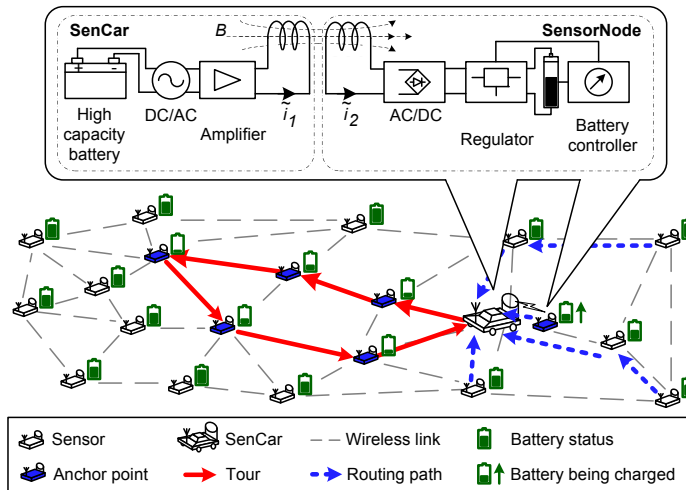 SenCar
B
SensorNode
High
capacity
battery
DC/AC
Amplifier
ĩ1
ĩ2
AC/DC
Regulator
Battery
controller
Sensor
SenCar
Wireless link
Battery status
Anchor point
Tour
Routing path
Battery being charged